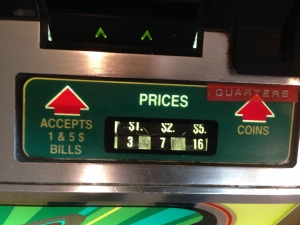 PRICES
QUARTERS
ACCEPTS
1 & 5 $
BILLS
$1. $2. $5.
3 7 16
COINS